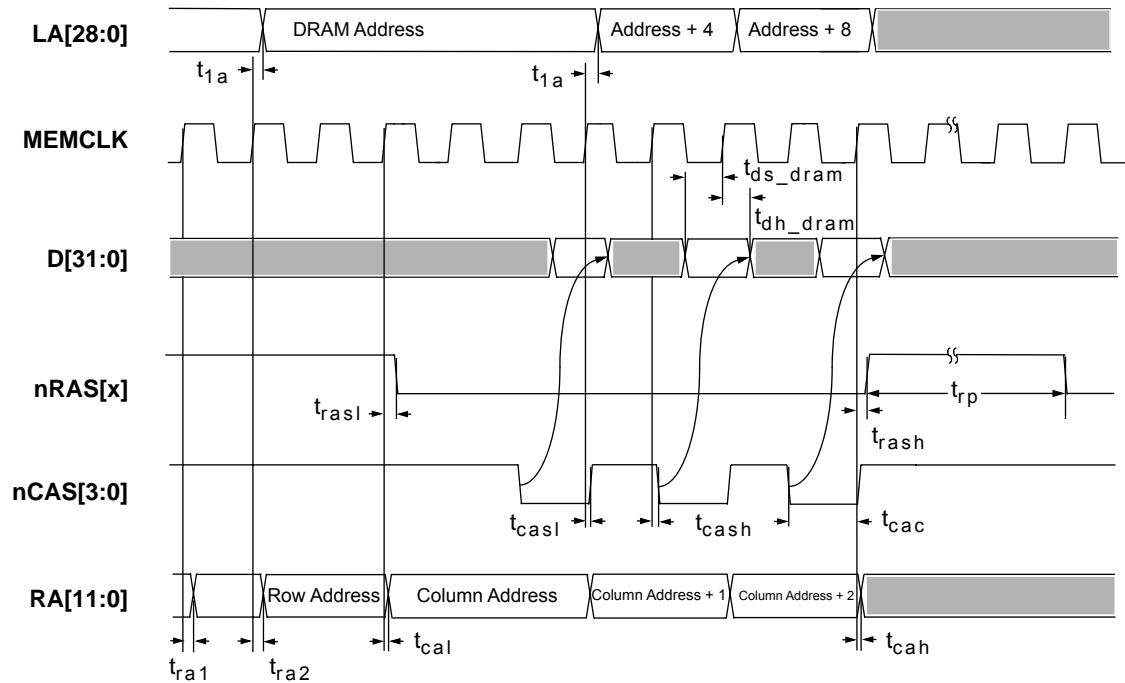 LA[28:0]
DRAM Address
Address + 4
Address + 8
t1a
t1a
MEMCLK
tds_dram
tdh_dram
D[31:0]
nRAS[x]
trasl
trp
trash
nCAS[3:0]
tcasl
tcash
tcac
RA[11:0]
Row Address
Column Address
Column Address + 1
Column Address + 2
tra1
tra2
tcal
tcah